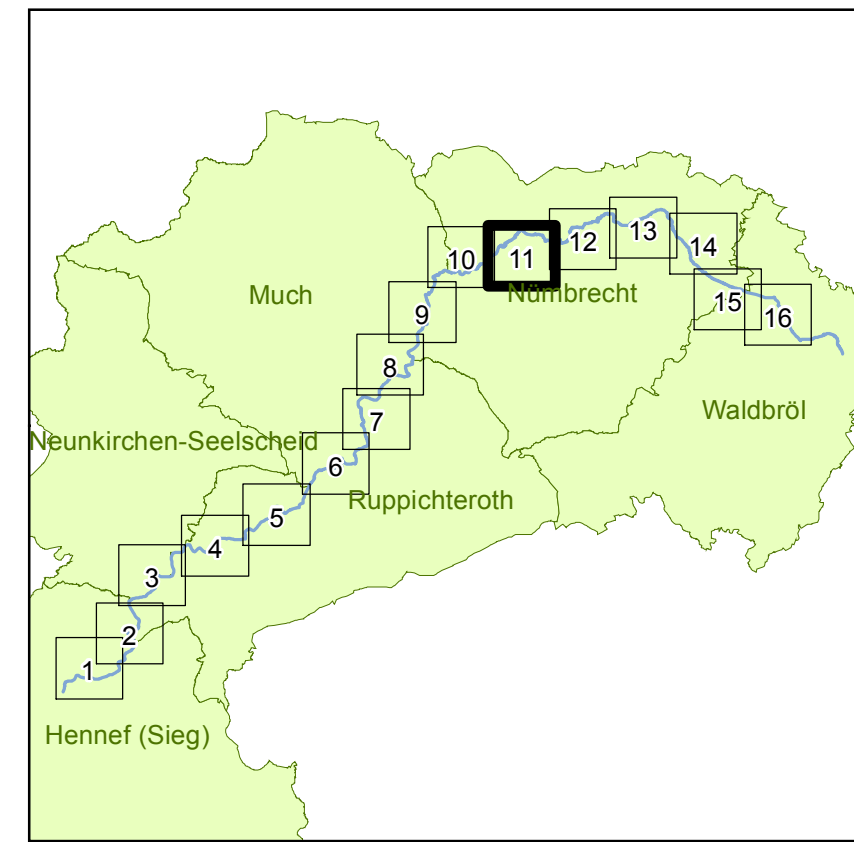 13
12
14
10
11
Much
Nümbrecht
15
16
9
8
Waldbröl
7
Neunkirchen-Seelscheid
6
Ruppichteroth
5
4
3
2
1
Hennef (Sieg)